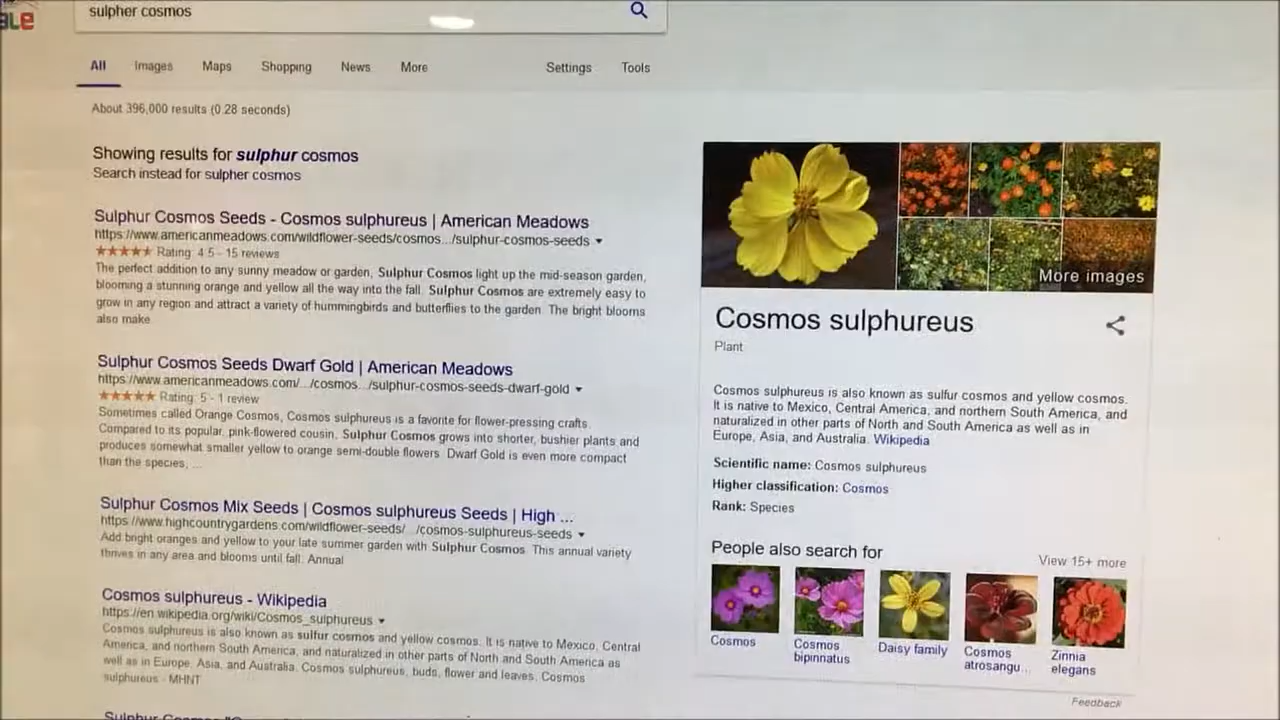 sulpher cosmos
All Images Maps Shopping News More Settings Tools
About 396,000 results (0.28 seconds)
Showing results for sulphur cosmos
Search instead for sulpher cosmos
Sulphur Cosmos Seeds - Cosmos sulphureus | American Meadows
https://www.americanmeadows.com/wildflower-seeds/cosmos.../sulphur-cosmos-seeds
Rating: 4.5 - 15 reviews
The perfect addition to any sunny meadow or garden, Sulphur Cosmos light up the mid-season garden,
blooming a stunning orange and yellow all the way into the fall. Sulphur Cosmos are extremely easy to
grow in any region and attract a variety of hummingbirds and butterflies to the garden. The bright blooms
also make
Sulphur Cosmos Seeds Dwarf Gold | American Meadows
https://www.americanmeadows.com/.../cosmos.../sulphur-cosmos-seeds-dwarf-gold
Rating: 5 - 1 review
Sometimes called Orange Cosmos, Cosmos sulphureus is a favorite for flower-pressing crafts.
Compared to its popular, pink-flowered cousin, Sulphur Cosmos grows into shorter, bushier plants and
produces somewhat smaller yellow to orange semi-double flowers. Dwarf Gold is even more compact
than the species, ...
Sulphur Cosmos Mix Seeds | Cosmos sulphureus Seeds | High ...
https://www.highcountrygardens.com/wildflower-seeds/.../cosmos-sulphureus-seeds
Add bright oranges and yellow to your late summer garden with Sulphur Cosmos. This annual variety
thrives in any area and blooms until fall. Annual
Cosmos sulphureus - Wikipedia
https://en.wikipedia.org/wiki/Cosmos_sulphureus
Cosmos sulphureus is also known as sulfur cosmos and yellow cosmos. It is native to Mexico, Central
America, and northern South America, and naturalized in other parts of North and South America as
well as in Europe, Asia, and Australia. Cosmos sulphureus, buds, flower and leaves. Cosmos
sulphureus - MHNT
More images
Cosmos sulphureus
Plant
Cosmos sulphureus is also known as sulfur cosmos and yellow cosmos.
It is native to Mexico, Central America, and northern South America, and
naturalized in other parts of North and South America as well as in
Europe, Asia, and Australia. Wikipedia
Scientific name: Cosmos sulphureus
Higher classification: Cosmos
Rank: Species
People also search for
View 15+ more
Cosmos
Cosmos
bipinnatus
Daisy family
Cosmos
atrosangu...
Zinnia
elegans
Feedback